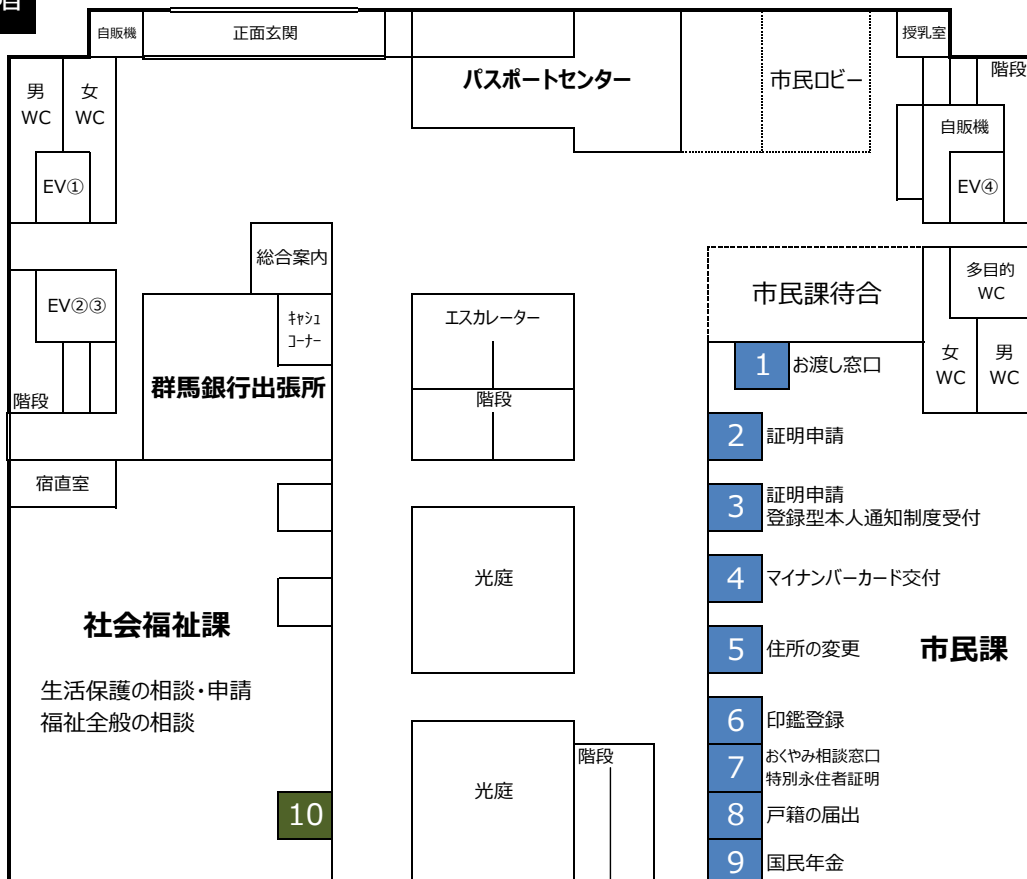 階
自販機
正面玄関
パスポートセンター
市民ロビー
授乳室
階段
男
WC
女
WC
自販機
EV①
EV④
総合案内
EV②③
ｷｬｼｭ
ｺｰﾅｰ
群馬銀行出張所
階段
エスカレーター
階段
市民課待合
多目的
WC
女
WC
男
WC
1 お渡し窓口
2 証明申請
宿直室
3 証明申請
登録型本人通知制度受付
光庭
4 マイナンバーカード交付
社会福祉課
5 住所の変更
市民課
生活保護の相談・申請
福祉全般の相談
6 印鑑登録
階段
7 おくやみ相談窓口
特別永住者証明
光庭
10
8 戸籍の届出
9 国民年金